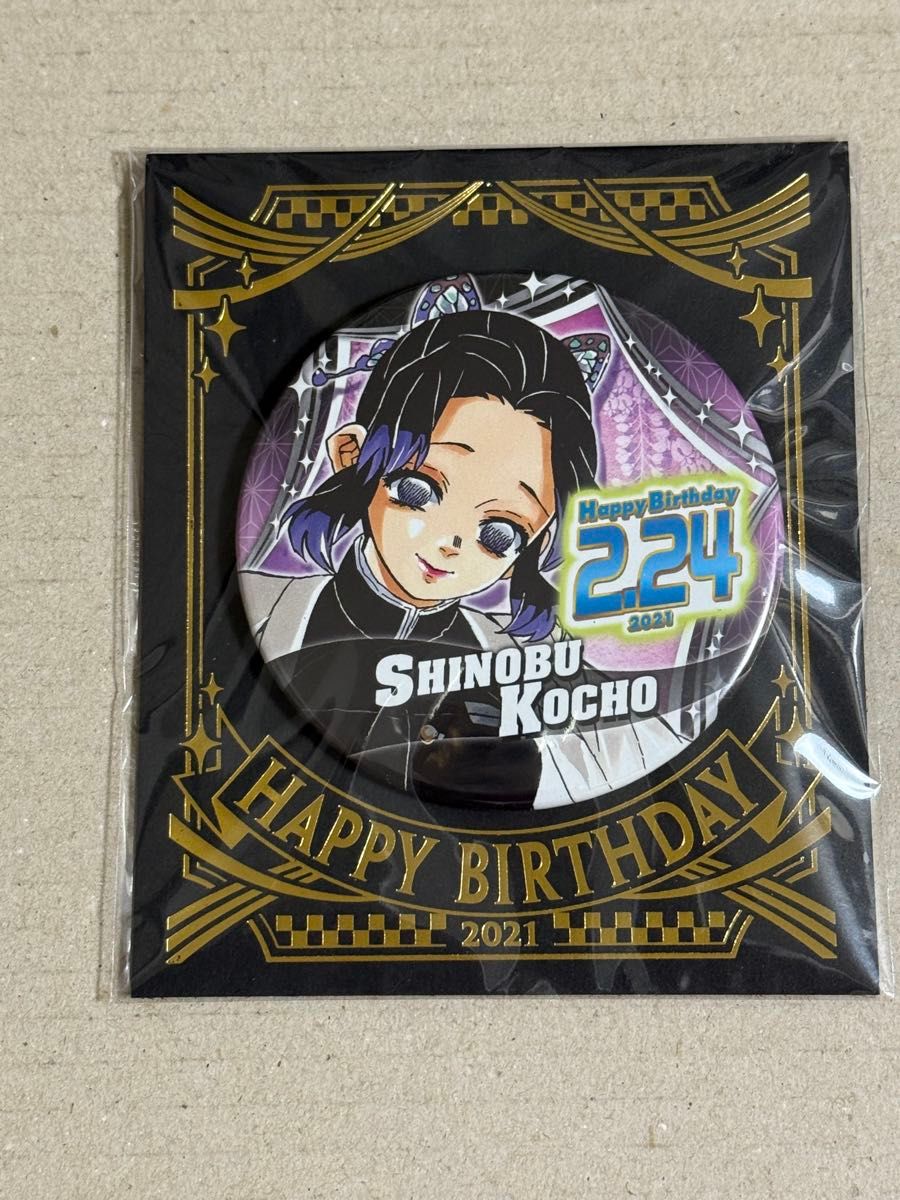 Happy Birthday
2.24
2021
SHINOBU
KOCHO
HAPPY BIRTHDAY
2021